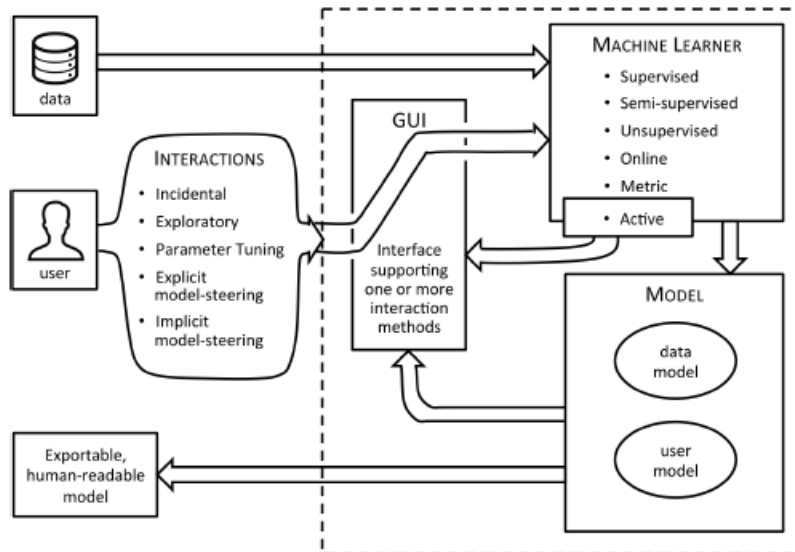 data
MACHINE LEARNER
• Supervised
• Semi-supervised
• Unsupervised
• Online
• Metric
• Active
GUI
Interface
supporting
one or more
interaction
methods
INTERACTIONS
• Incidental
• Exploratory
• Parameter Tuning
• Explicit
model-steering
• Implicit
model-steering
user
MODEL
data
model
user
model
Exportable,
human-readable
model